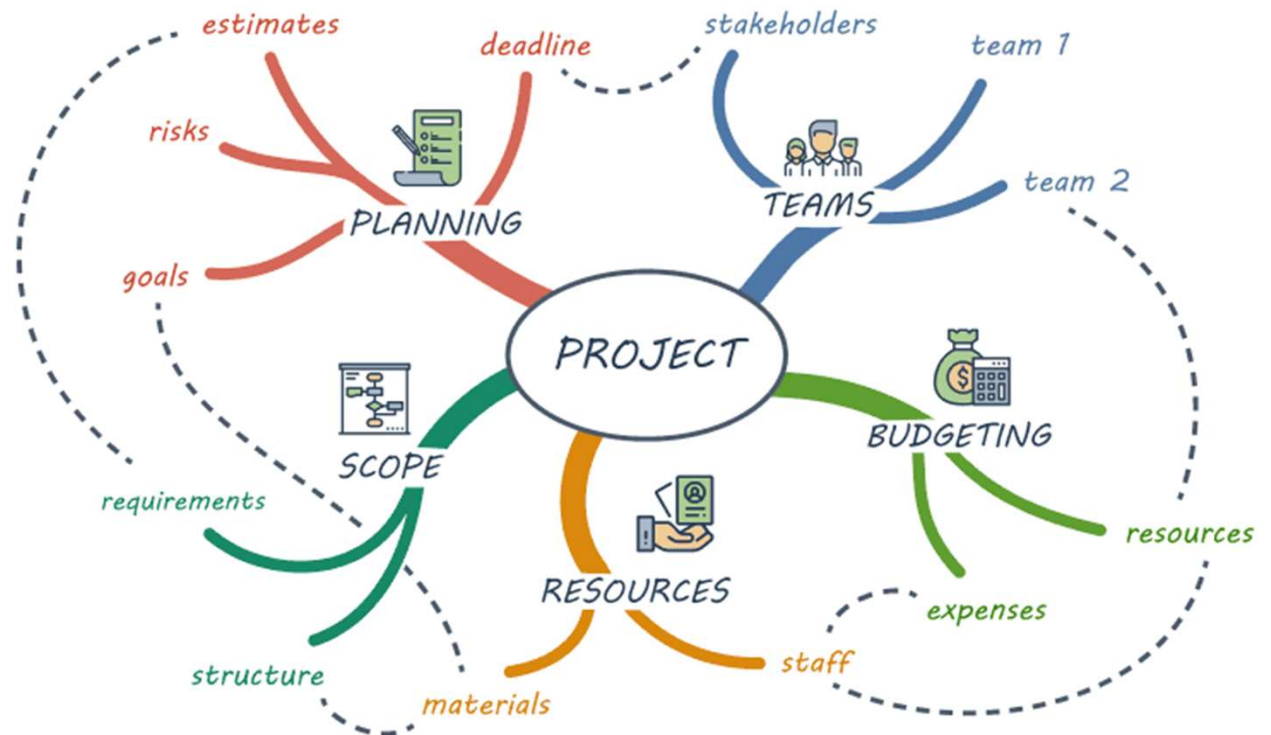 estimates
deadline
stakeholders
team 1
risks
team 2
PLANNING
TEAMS
goals
PROJECT
SCOPE
BUDGETING
requirements
resources
RESOURCES
expenses
structure
staff
materials
$